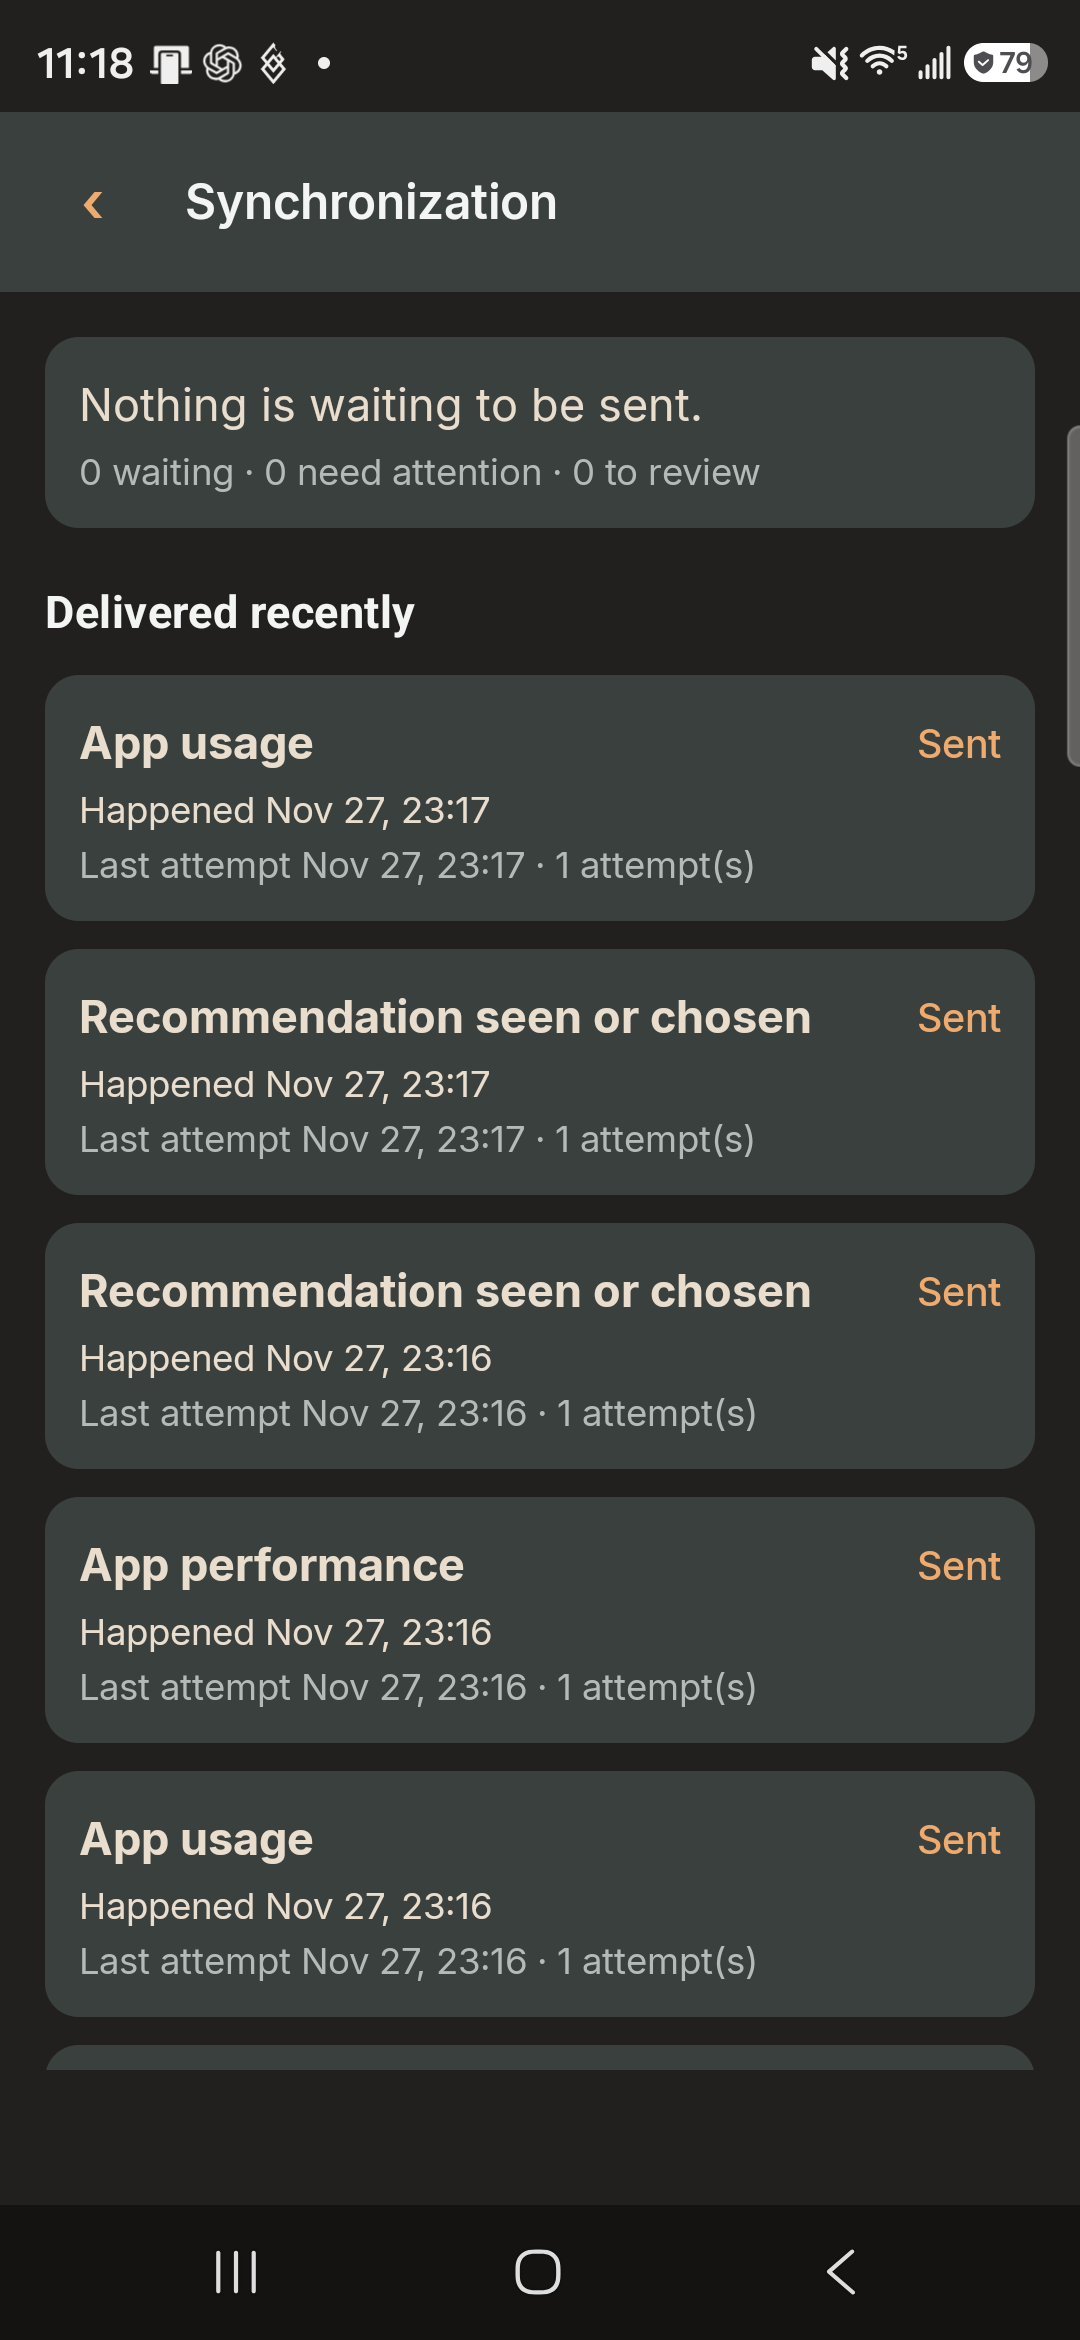 11:18
5
79
‹ Synchronization
Nothing is waiting to be sent.
0 waiting · 0 need attention · 0 to review
Delivered recently
App usage Sent
Happened Nov 27, 23:17
Last attempt Nov 27, 23:17 · 1 attempt(s)
Recommendation seen or chosen Sent
Happened Nov 27, 23:17
Last attempt Nov 27, 23:17 · 1 attempt(s)
Recommendation seen or chosen Sent
Happened Nov 27, 23:16
Last attempt Nov 27, 23:16 · 1 attempt(s)
App performance Sent
Happened Nov 27, 23:16
Last attempt Nov 27, 23:16 · 1 attempt(s)
App usage Sent
Happened Nov 27, 23:16
Last attempt Nov 27, 23:16 · 1 attempt(s)